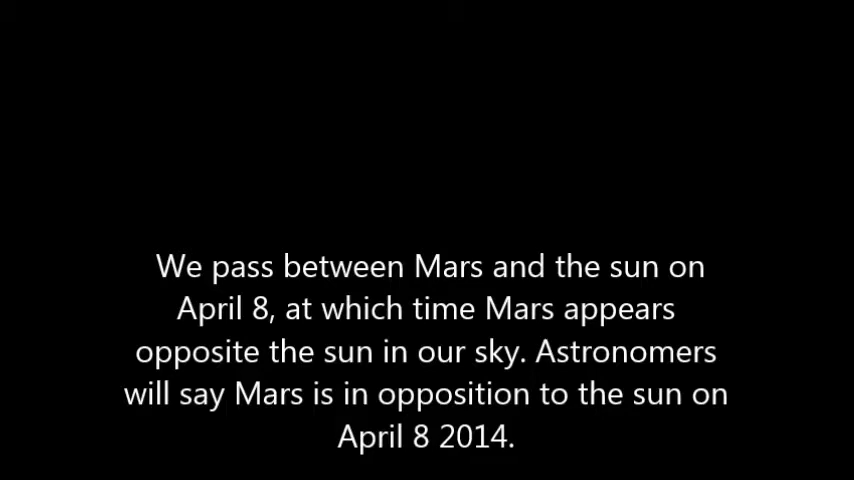 We pass between Mars and the sun on
April 8, at which time Mars appears
opposite the sun in our sky. Astronomers
will say Mars is in opposition to the sun on
April 8 2014.